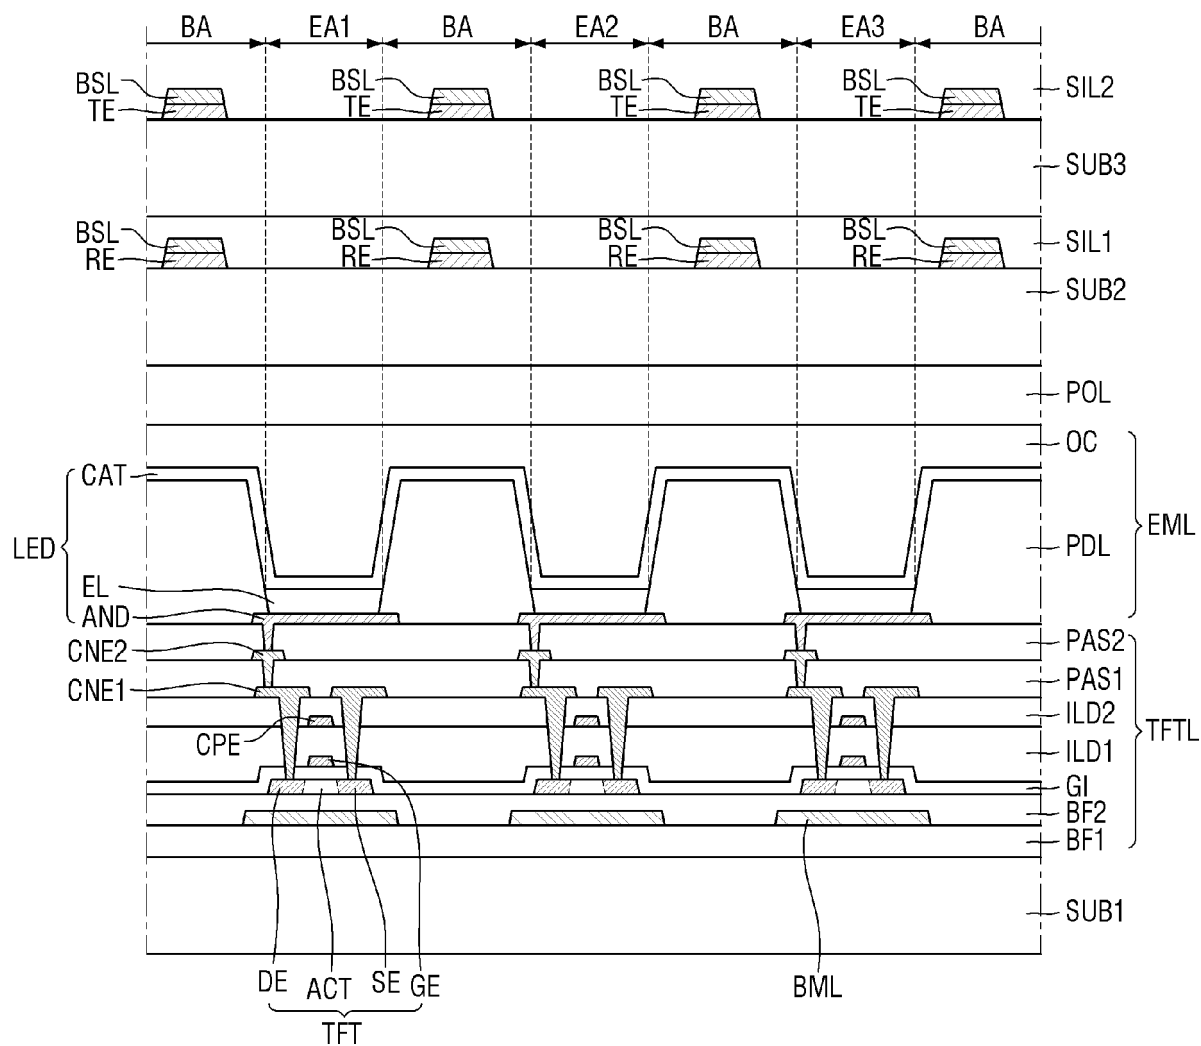 BA EA1 BA EA2 BA EA3 BA
BSL BSL BSL BSL SIL2
TE TE TE TE
SUB3
BSL BSL BSL BSL SIL1
RE RE RE RE
SUB2
POL
OC
CAT
EML
LED PDL
EL
AND
CNE2 PAS2
CNE1 PAS1
ILD2
CPE TFTL
ILD1
GI
BF2
BF1
SUB1
DE ACT SE GE BML
TFT